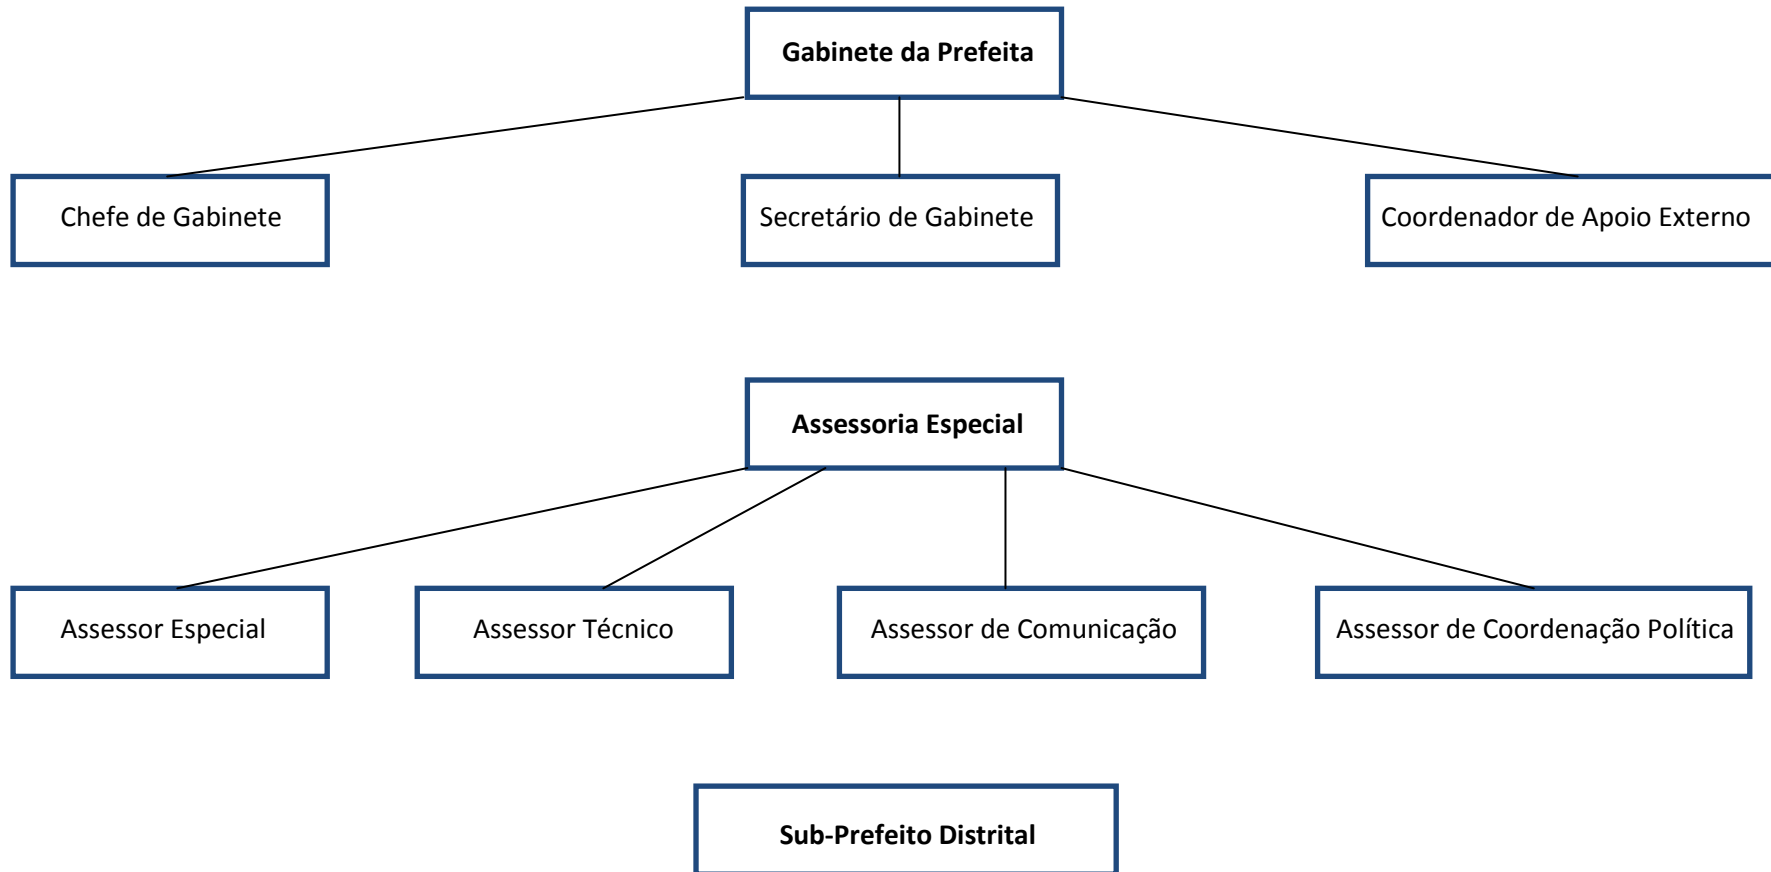 Gabinete da Prefeita
Chefe de Gabinete
Secretário de Gabinete
Coordenador de Apoio Externo
Assessoria Especial
Assessor Especial
Assessor Técnico
Assessor de Comunicação
Assessor de Coordenação Política
Sub-Prefeito Distrital